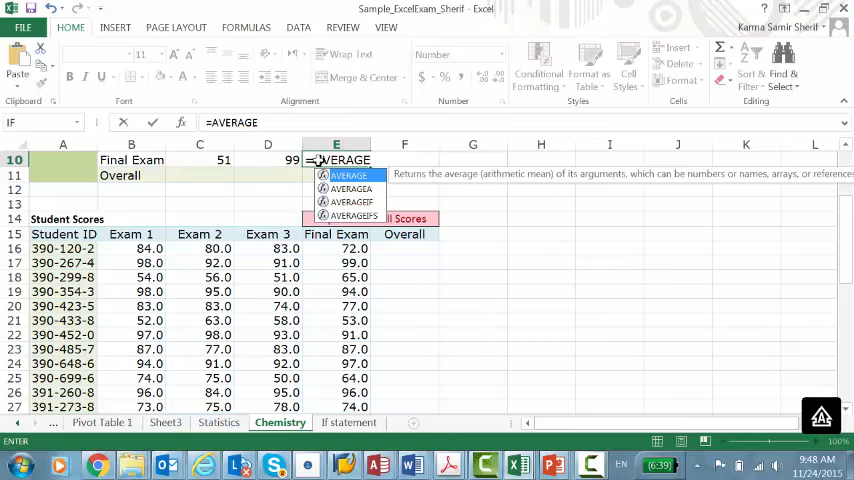 Sample_ExcelExam_Sherif - Excel
FILE HOME INSERT PAGE LAYOUT FORMULAS DATA REVIEW VIEW Karma Samir Sherif
Paste Wrap Text Merge & Center Number Conditional Formatting Format as Table Cell Styles Insert Delete Format Sort & Filter Find & Select
11
Clipboard Font Alignment Number Styles Cells Editing
IF =AVERAGE
A B C D E F G H I J K L
10 Final Exam 51 99 =AVERAGE
11 Overall AVERAGE Returns the average (arithmetic mean) of its arguments, which can be numbers or names, arrays, or references
12 AVERAGEA
13 AVERAGEIF
AVERAGEIFS
14 Student Scores Scores
15 Student ID Exam 1 Exam 2 Exam 3 Final Exam Overall
16 390-120-2 84.0 80.0 83.0 72.0
17 390-267-4 98.0 92.0 91.0 99.0
18 390-299-8 54.0 56.0 51.0 65.0
19 390-354-3 98.0 95.0 90.0 94.0
20 390-423-5 83.0 83.0 74.0 77.0
21 390-433-8 52.0 63.0 58.0 53.0
22 390-452-0 97.0 98.0 93.0 91.0
23 390-485-7 87.0 77.0 83.0 87.0
24 390-648-6 94.0 91.0 92.0 97.0
25 390-699-6 74.0 75.0 50.0 64.0
26 391-260-8 96.0 84.0 95.0 96.0
27 391-273-8 73.0 75.0 78.0 74.0
... Pivot Table 1 Sheet3 Statistics Chemistry If statement
ENTER 100%
EN (6:39) 9:48 AM
11/24/2015